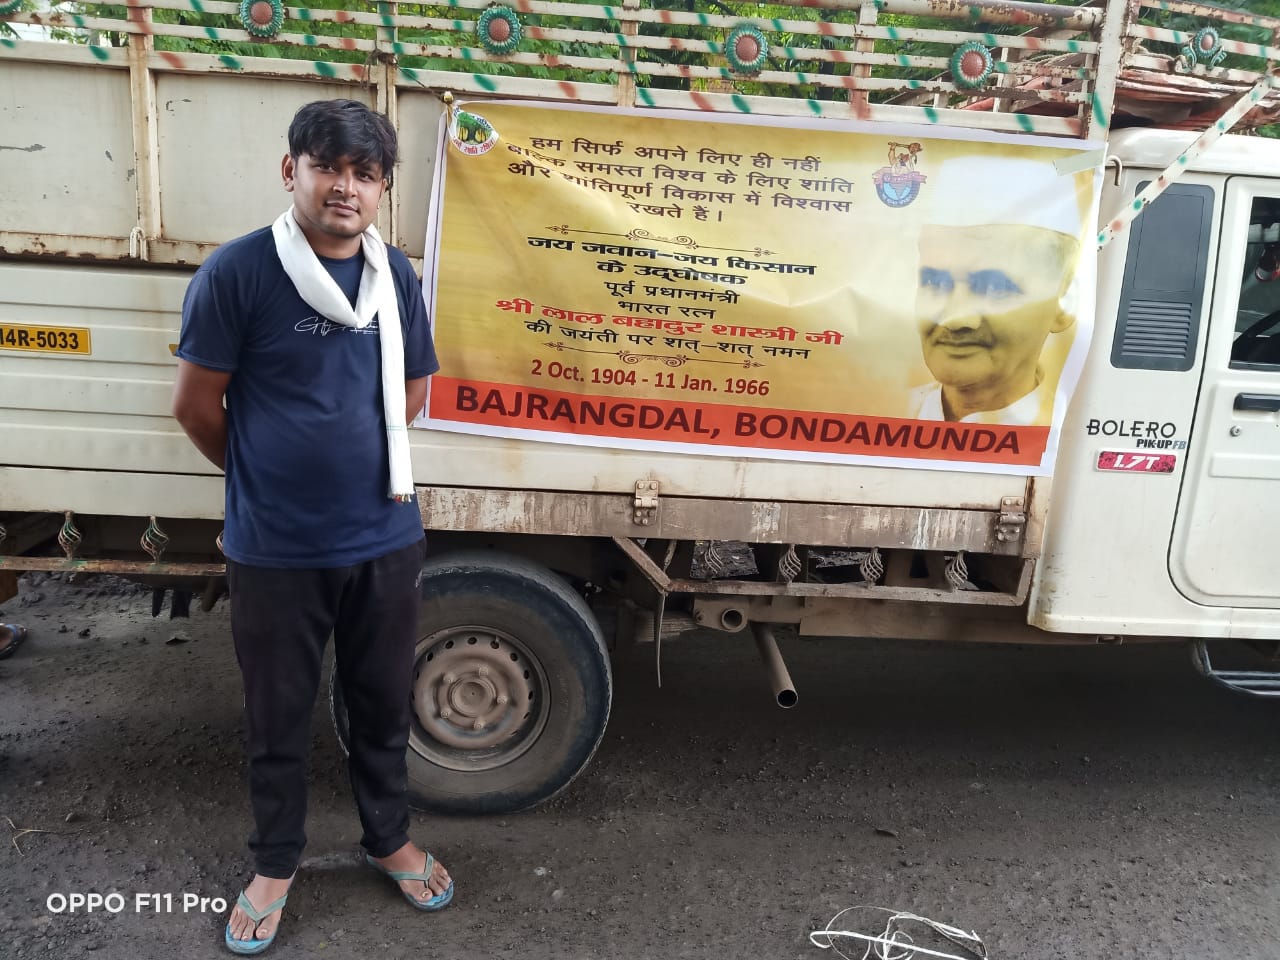 हम सिर्फ अपने लिए ही नहीं
बल्कि समस्त विश्व के लिए शांति
और शांतिपूर्ण विकास में विश्वास
रखते हैं।
जय जवान-जय किसान
के उद्घोषक
पूर्व प्रधानमंत्री
भारत रत्न
श्री लाल बहादुर शास्त्री जी
की जयंती पर शत्-शत् नमन
2 Oct. 1904 - 11 Jan. 1966
BAJRANGDAL, BONDAMUNDA
4R-5033
BOLERO
PIK-UP FB
1.7T
OPPO F11 Pro